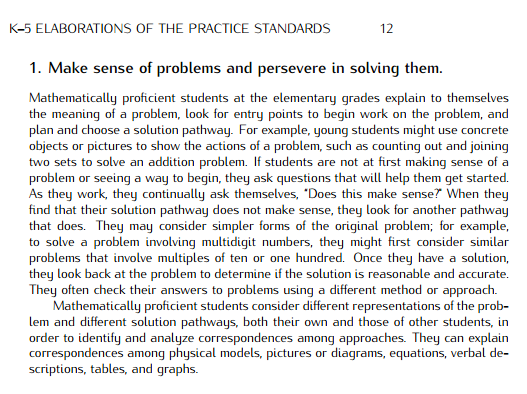 K–5 ELABORATIONS OF THE PRACTICE STANDARDS 12
1. Make sense of problems and persevere in solving them.
Mathematically proficient students at the elementary grades explain to themselves
the meaning of a problem, look for entry points to begin work on the problem, and
plan and choose a solution pathway. For example, young students might use concrete
objects or pictures to show the actions of a problem, such as counting out and joining
two sets to solve an addition problem. If students are not at first making sense of a
problem or seeing a way to begin, they ask questions that will help them get started.
As they work, they continually ask themselves, "Does this make sense?" When they
find that their solution pathway does not make sense, they look for another pathway
that does. They may consider simpler forms of the original problem; for example,
to solve a problem involving multidigit numbers, they might first consider similar
problems that involve multiples of ten or one hundred. Once they have a solution,
they look back at the problem to determine if the solution is reasonable and accurate.
They often check their answers to problems using a different method or approach.
Mathematically proficient students consider different representations of the prob-
lem and different solution pathways, both their own and those of other students, in
order to identify and analyze correspondences among approaches. They can explain
correspondences among physical models, pictures or diagrams, equations, verbal de-
scriptions, tables, and graphs.